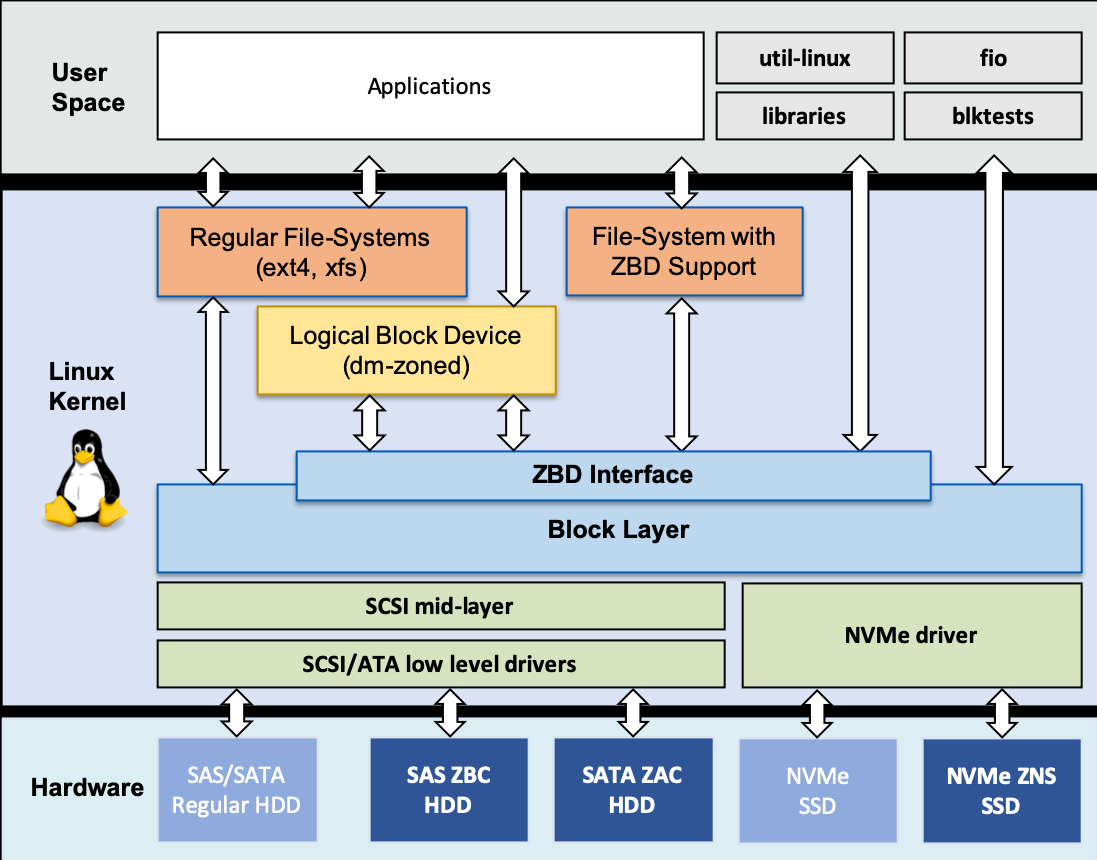 User
Space
Applications
util-linux
fio
libraries
blktests
Regular File-Systems
(ext4, xfs)
File-System with
ZBD Support
Logical Block Device
(dm-zoned)
Linux
Kernel
ZBD Interface
Block Layer
SCSI mid-layer
NVMe driver
SCSI/ATA low level drivers
Hardware
SAS/SATA
Regular HDD
SAS ZBC
HDD
SATA ZAC
HDD
NVMe
SSD
NVMe ZNS
SSD